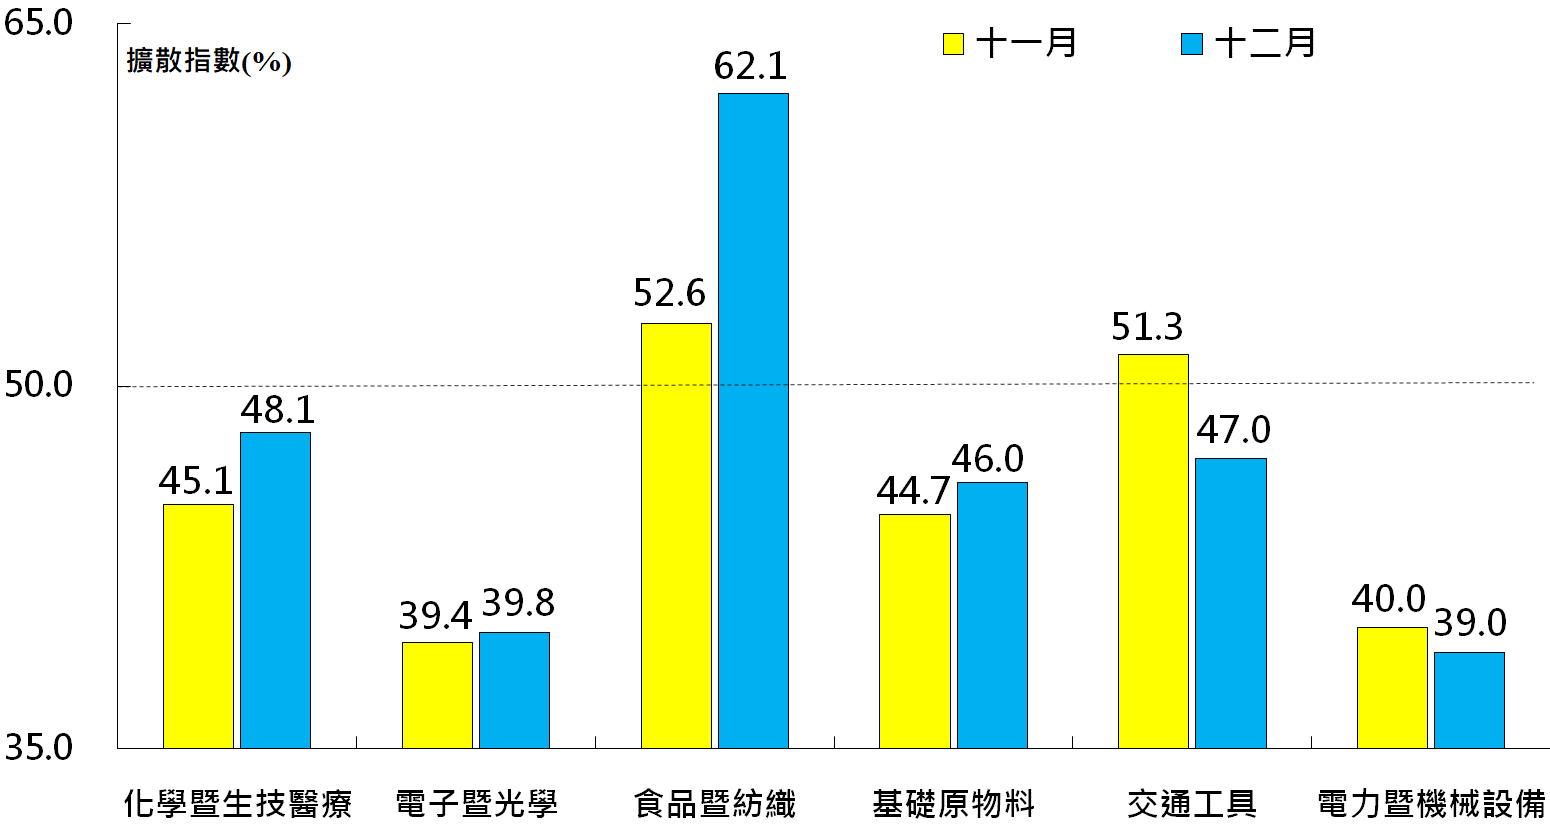 65.0
擴散指數(%)
十一月
十二月
62.1
52.6
51.3
50.0
48.1
47.0
46.0
45.1
44.7
40.0
39.0
39.4
39.8
35.0
化學暨生技醫療
電子暨光學
食品暨紡織
基礎原物料
交通工具
電力暨機械設備